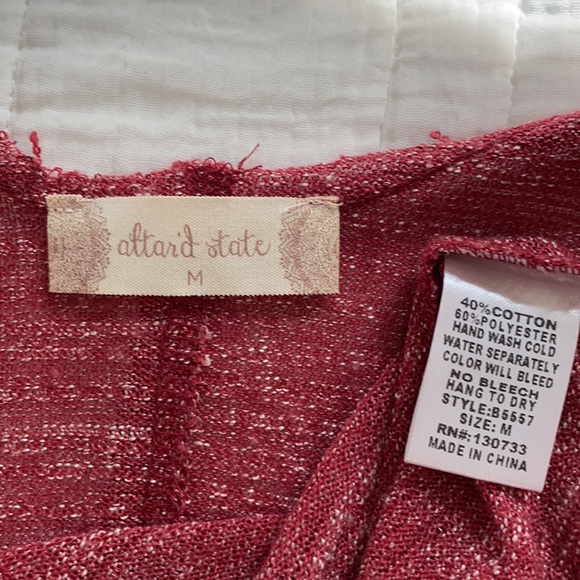 altar'd state
M
40%COTTON
60%POLYESTER
HAND WASH COLD
WATER SEPARATELY
COLOR WILL BLEED
NO BLEECH
HANG TO DRY
STYLE:B5557
SIZE: M
RN#:130733
MADE IN CHINA